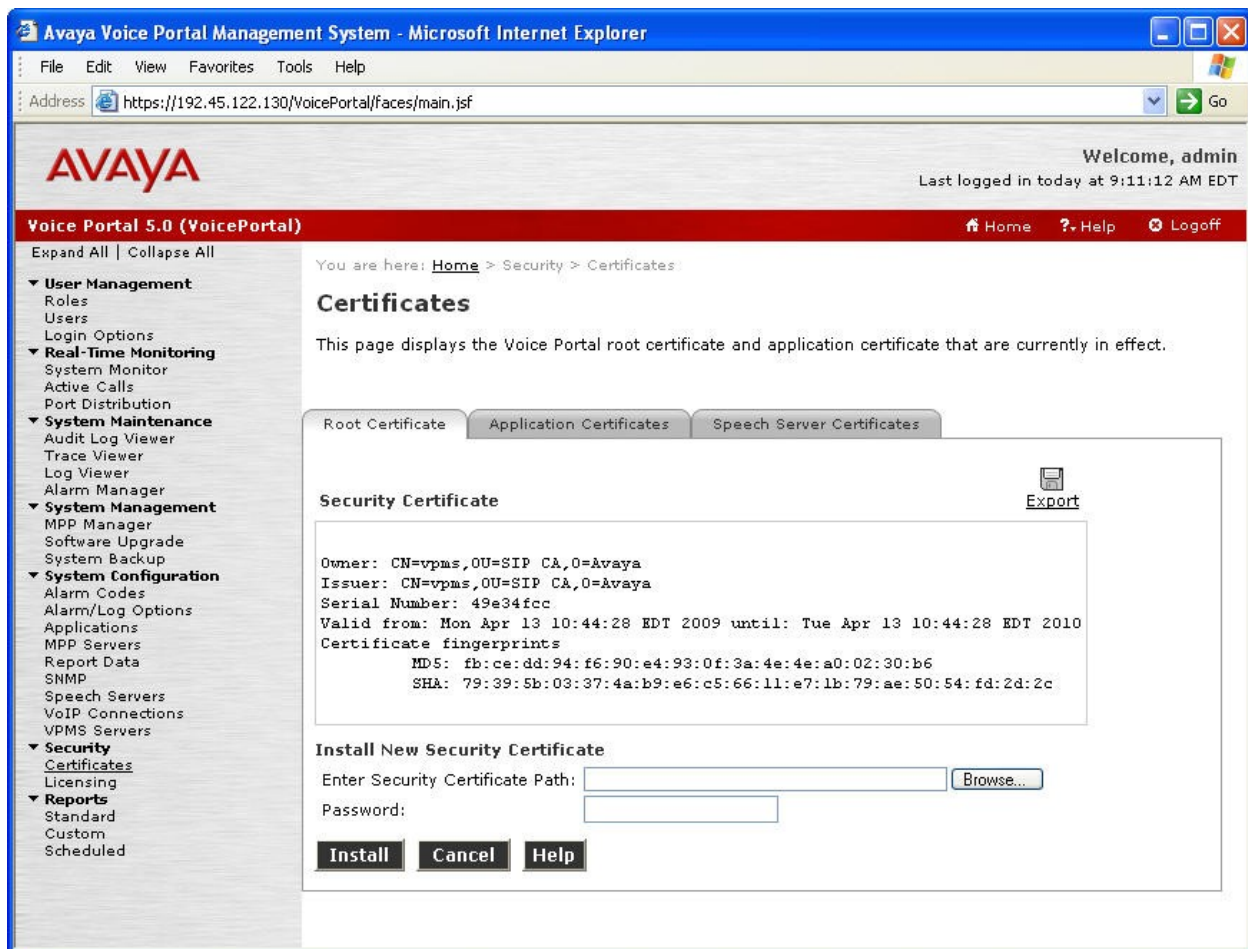 Avaya Voice Portal Management System - Microsoft Internet Explorer
File Edit View Favorites Tools Help
Address https://192.45.122.130/VoicePortal/faces/main.jsf Go
AVAYA
Welcome, admin
Last logged in today at 9:11:12 AM EDT
Voice Portal 5.0 (VoicePortal)
Home ? Help Logoff
Expand All | Collapse All
User Management
Roles
Users
Login Options
Real-Time Monitoring
System Monitor
Active Calls
Port Distribution
System Maintenance
Audit Log Viewer
Trace Viewer
Log Viewer
Alarm Manager
System Management
MPP Manager
Software Upgrade
System Backup
System Configuration
Alarm Codes
Alarm/Log Options
Applications
MPP Servers
Report Data
SNMP
Speech Servers
VoIP Connections
VPMS Servers
Security
Certificates
Licensing
Reports
Standard
Custom
Scheduled
You are here: Home > Security > Certificates
Certificates
This page displays the Voice Portal root certificate and application certificate that are currently in effect.
Root Certificate Application Certificates Speech Server Certificates
Security Certificate
Export
Owner: CN=vpms,OU=SIP CA,O=Avaya
Issuer: CN=vpms,OU=SIP CA,O=Avaya
Serial Number: 49e34fcc
Valid from: Mon Apr 13 10:44:28 EDT 2009 until: Tue Apr 13 10:44:28 EDT 2010
Certificate fingerprints
MD5: fb:ce:dd:94:f6:90:e4:93:0f:3a:4e:4e:a0:02:30:b6
SHA: 79:39:5b:03:37:4a:b9:e6:c5:66:11:e7:1b:79:ae:50:54:fd:2d:2c
Install New Security Certificate
Enter Security Certificate Path: Browse...
Password:
Install Cancel Help